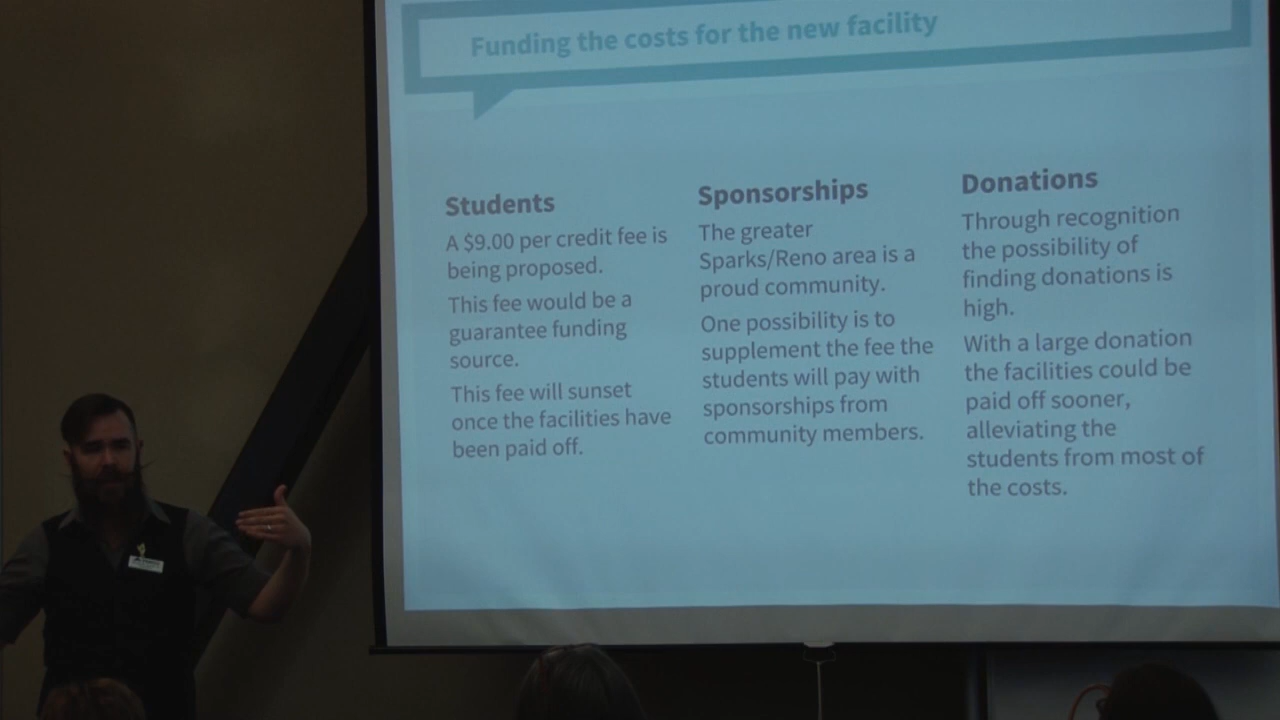 Funding the costs for the new facility
Students
A $9.00 per credit fee is
being proposed.
This fee would be a
guarantee funding
source.
This fee will sunset
once the facilities have
been paid off.
Sponsorships
The greater
Sparks/Reno area is a
proud community.
One possibility is to
supplement the fee the
students will pay with
sponsorships from
community members.
Donations
Through recognition
the possibility of
finding donations is
high.
With a large donation
the facilities could be
paid off sooner,
alleviating the
students from most of
the costs.